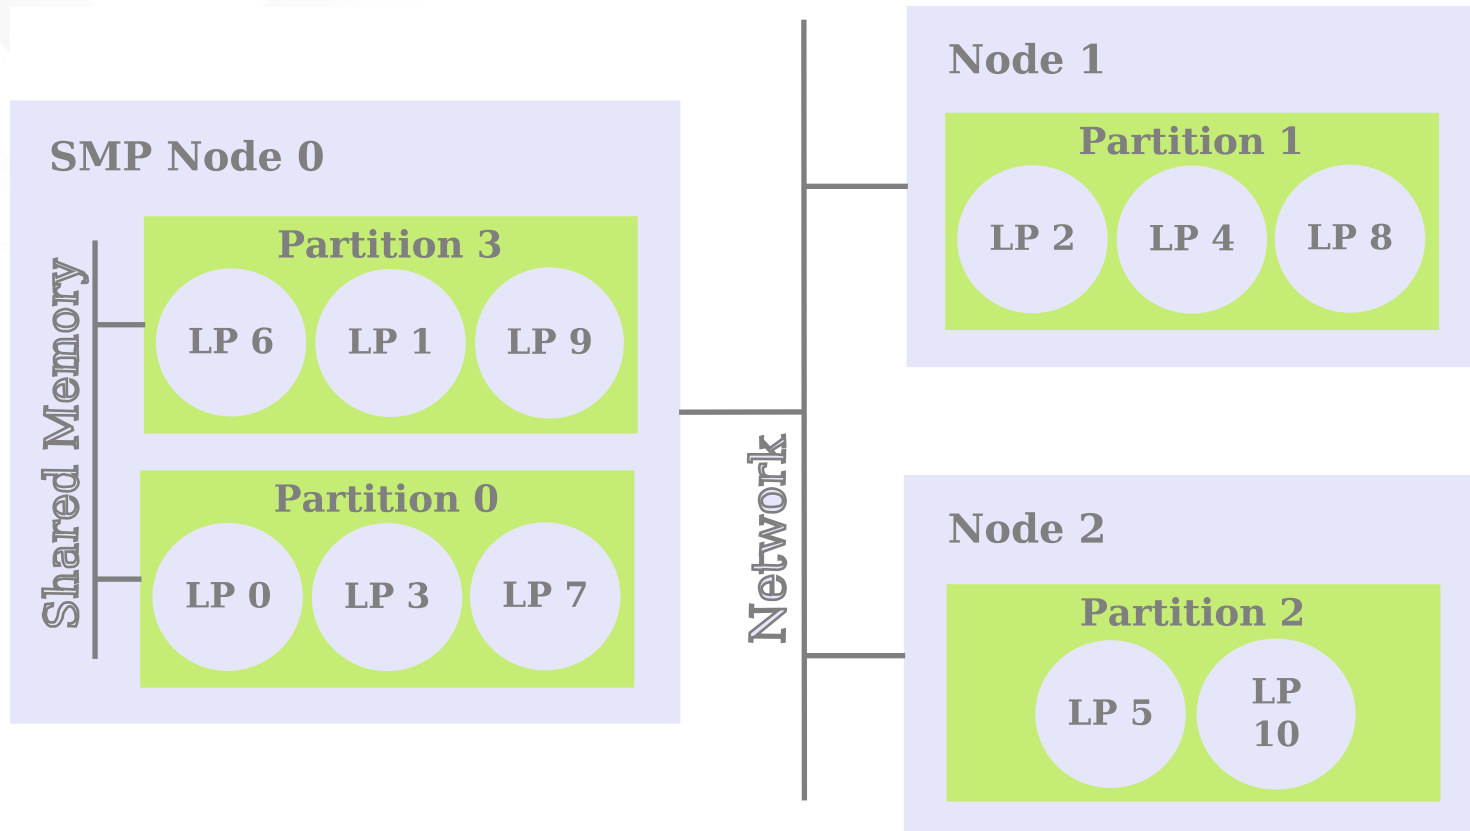 SMP Node 0
Shared Memory
Partition 3
LP 6
LP 1
LP 9
Partition 0
LP 0
LP 3
LP 7
Network
Node 1
Partition 1
LP 2
LP 4
LP 8
Node 2
Partition 2
LP 5
LP
10